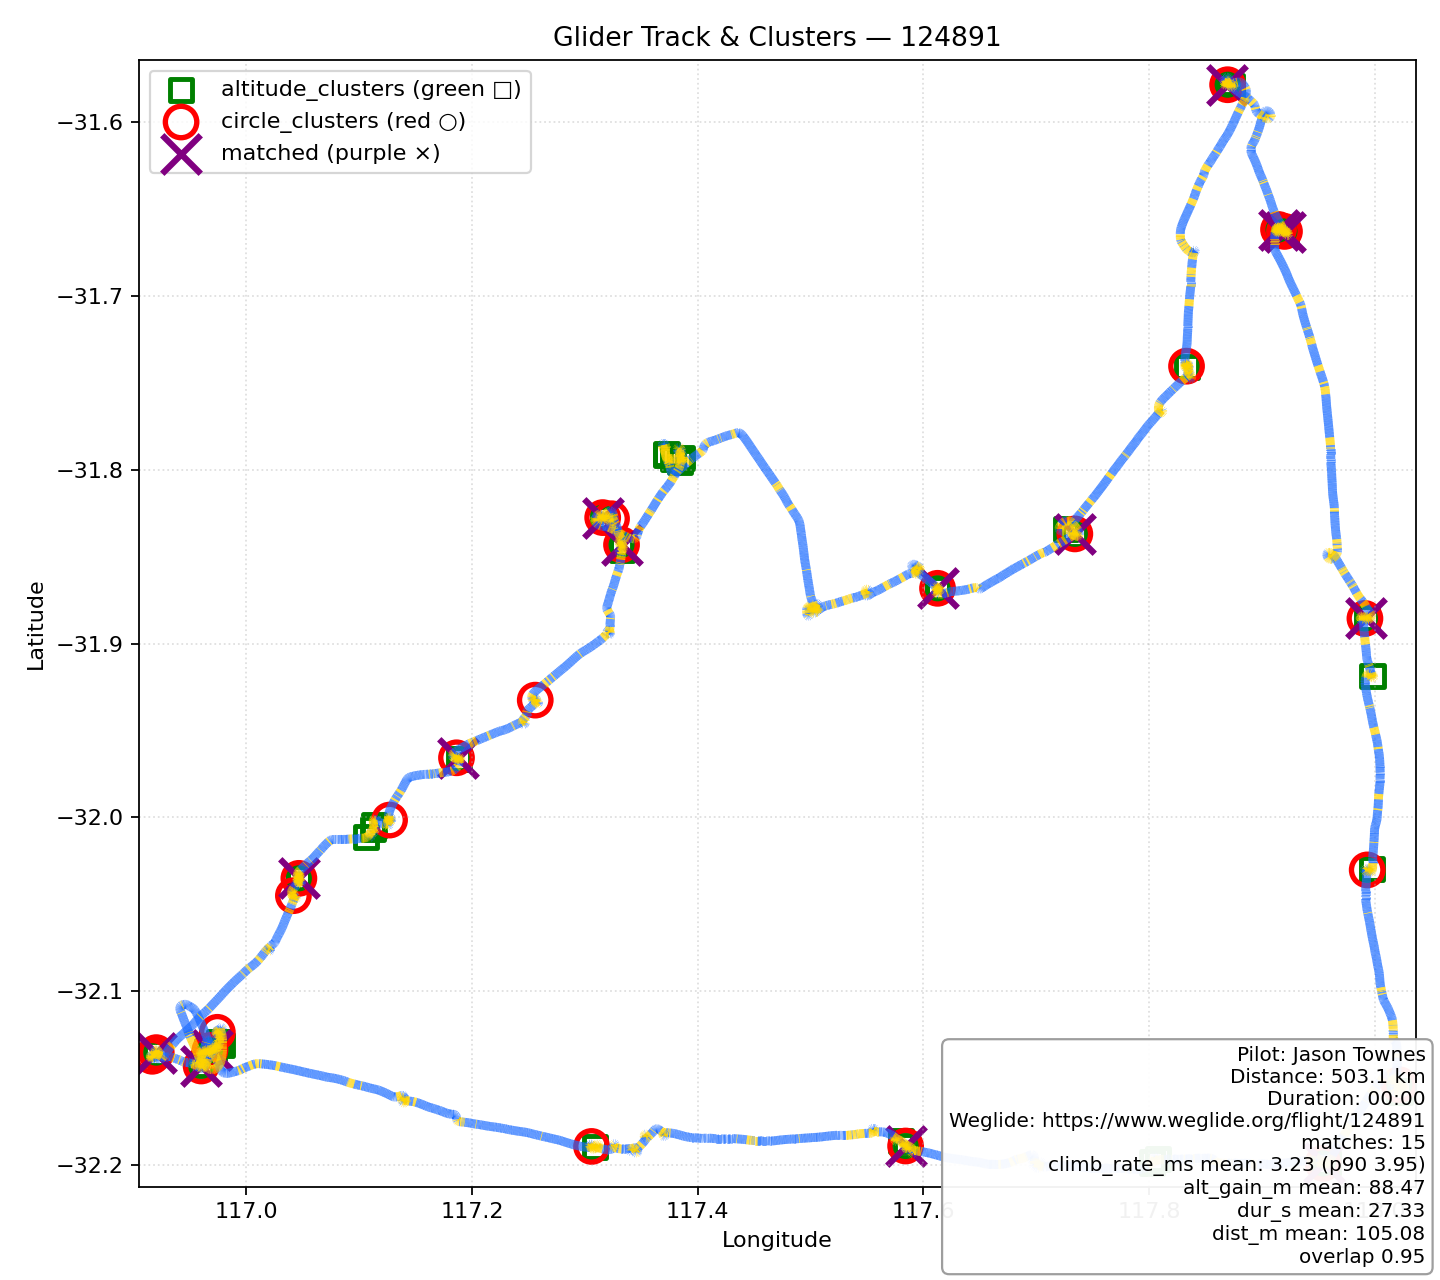 Glider Track & Clusters — 124891
altitude_clusters (green □)
circle_clusters (red ○)
matched (purple ×)
−31.6
−31.7
−31.8
−31.9
−32.0
−32.1
−32.2
Latitude
117.0
117.2
117.4
117.6
117.8
Longitude
Pilot: Jason Townes
Distance: 503.1 km
Duration: 00:00
Weglide: https://www.weglide.org/flight/124891
matches: 15
climb_rate_ms mean: 3.23 (p90 3.95)
alt_gain_m mean: 88.47
dur_s mean: 27.33
dist_m mean: 105.08
overlap 0.95